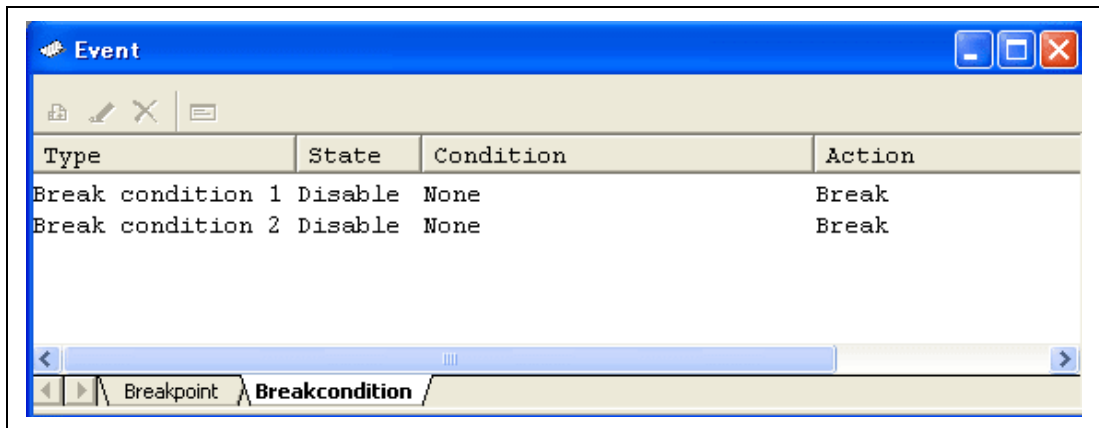 Event
Type State Condition Action
Break condition 1 Disable None Break
Break condition 2 Disable None Break
Breakpoint Breakcondition